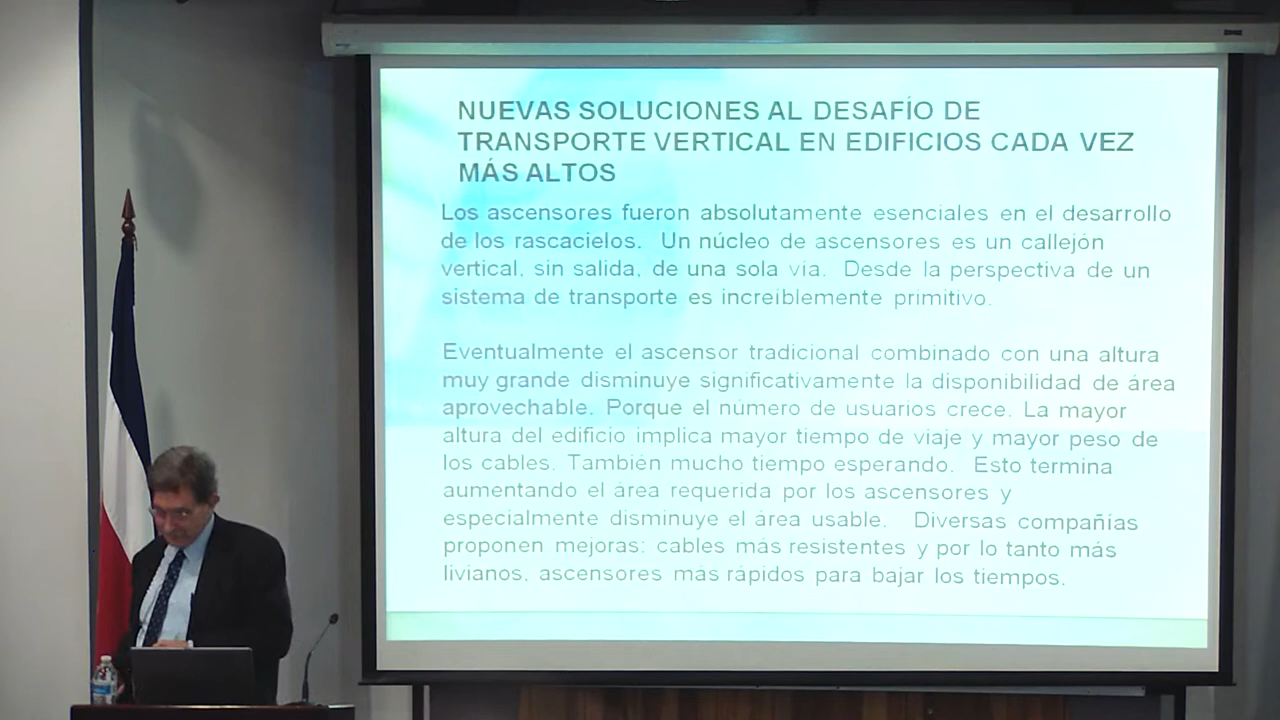 NUEVAS SOLUCIONES AL DESAFÍO DE
TRANSPORTE VERTICAL EN EDIFICIOS CADA VEZ
MÁS ALTOS
Los ascensores fueron absolutamente esenciales en el desarrollo
de los rascacielos. Un núcleo de ascensores es un callejón
vertical, sin salida, de una sola vía. Desde la perspectiva de un
sistema de transporte es increiblemente primitivo.
Eventualmente el ascensor tradicional combinado con una altura
muy grande disminuye significativamente la disponibilidad de área
aprovechable. Porque el número de usuarios crece. La mayor
altura del edificio implica mayor tiempo de viaje y mayor peso de
los cables. También mucho tiempo esperando. Esto termina
aumentando el área requerida por los ascensores y
especialmente disminuye el área usable. Diversas compañías
proponen mejoras: cables más resistentes y por lo tanto más
livianos, ascensores más rápidos para bajar los tiempos.